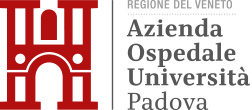 REGIONE DEL VENETO
Azienda
Ospedale
Università
Padova